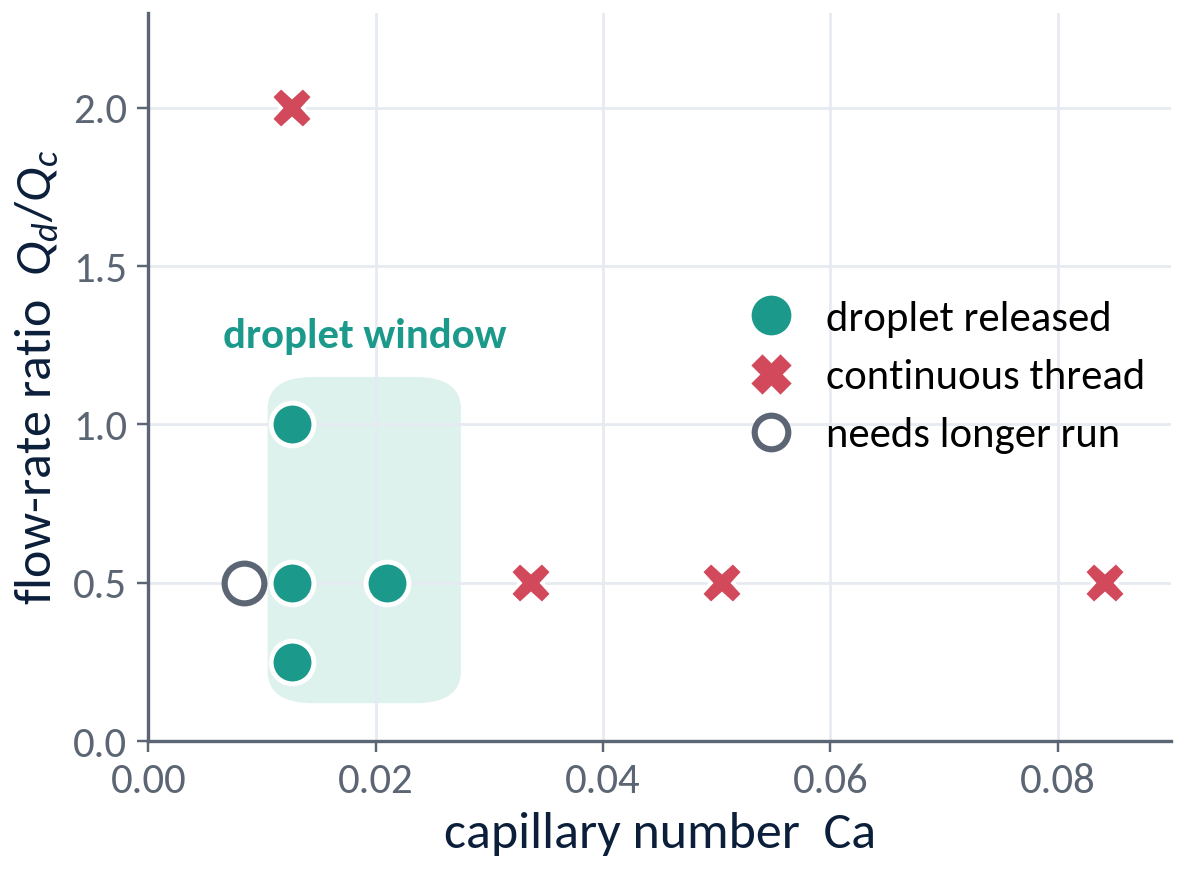 2.0
1.5
1.0
0.5
0.0
flow-rate ratio Q_d/Q_c
droplet window
droplet released
continuous thread
needs longer run
0.00 0.02 0.04 0.06 0.08
capillary number Ca